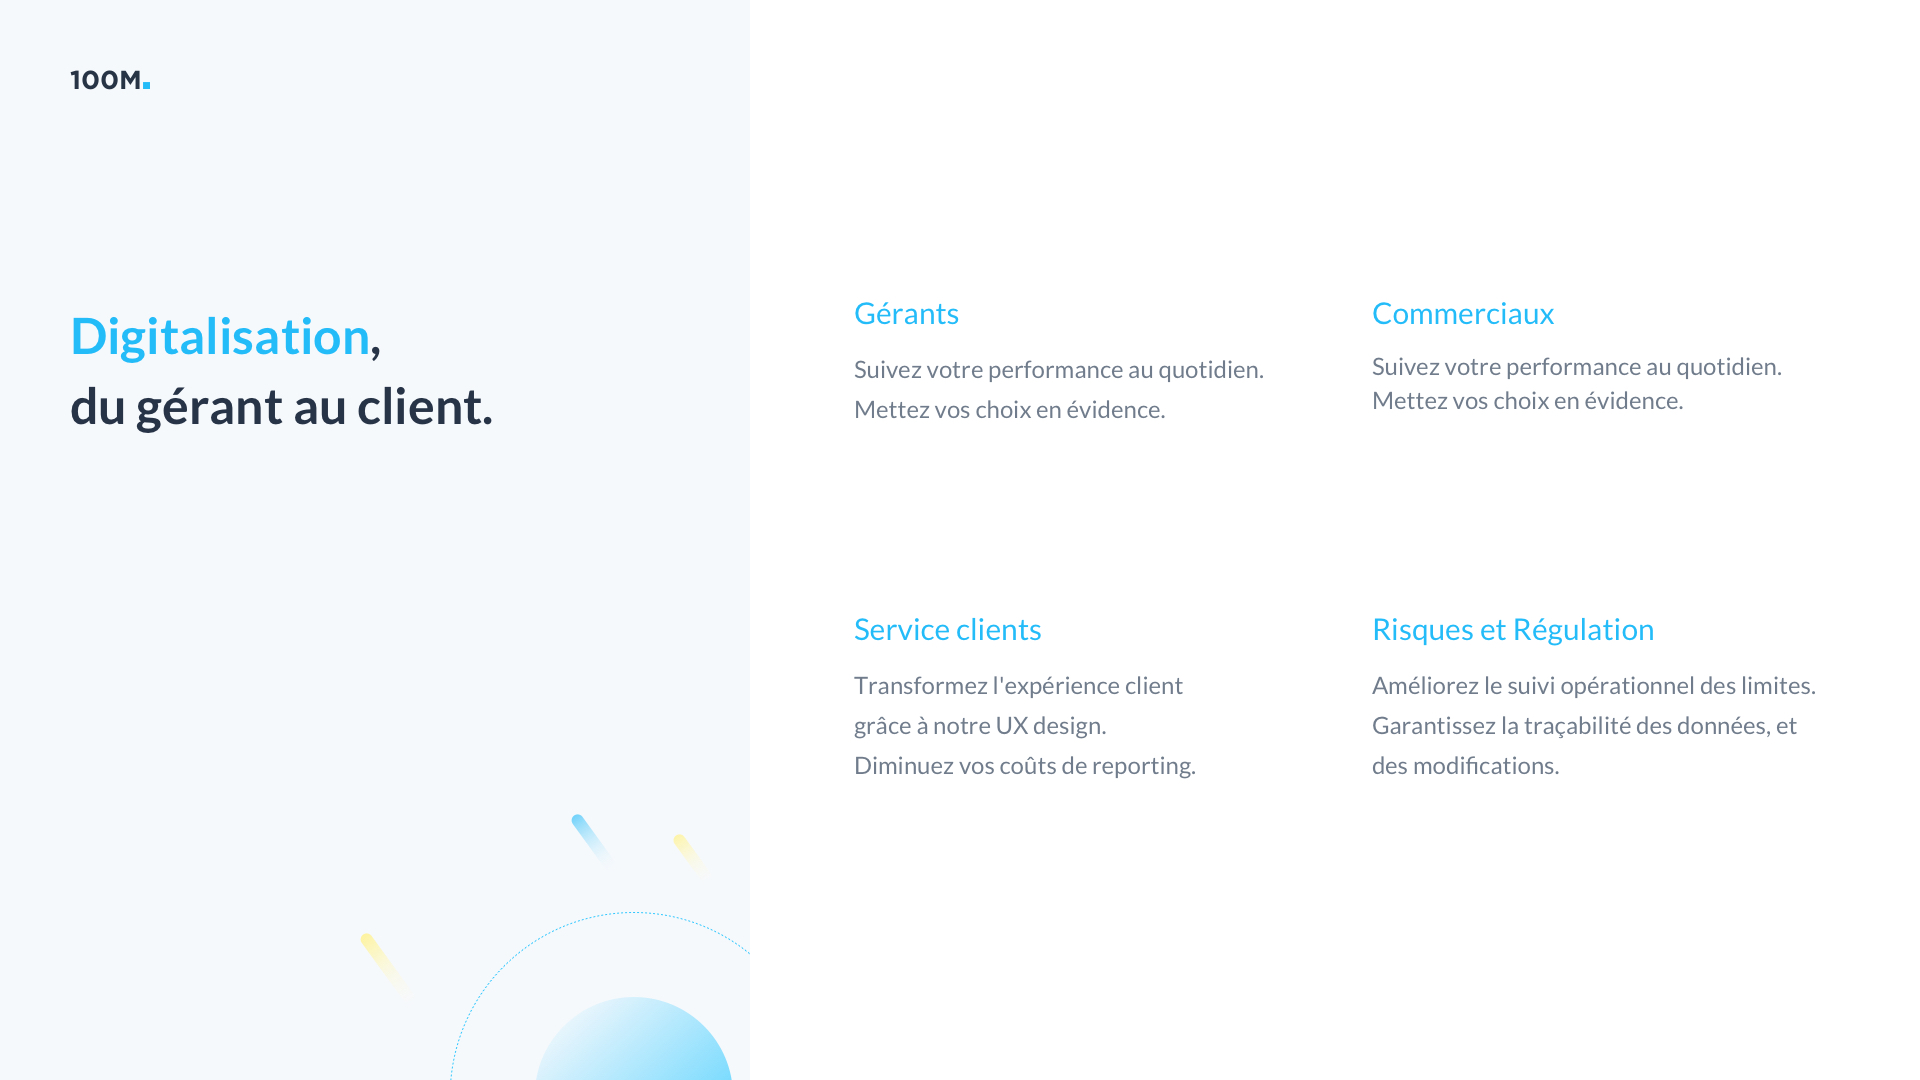 100M.
Digitalisation,
du gérant au client.
Gérants
Suivez votre performance au quotidien.
Mettez vos choix en évidence.
Commerciaux
Suivez votre performance au quotidien.
Mettez vos choix en évidence.
Service clients
Transformez l'expérience client
grâce à notre UX design.
Diminuez vos coûts de reporting.
Risques et Régulation
Améliorez le suivi opérationnel des limites.
Garantissez la traçabilité des données, et
des modifications.